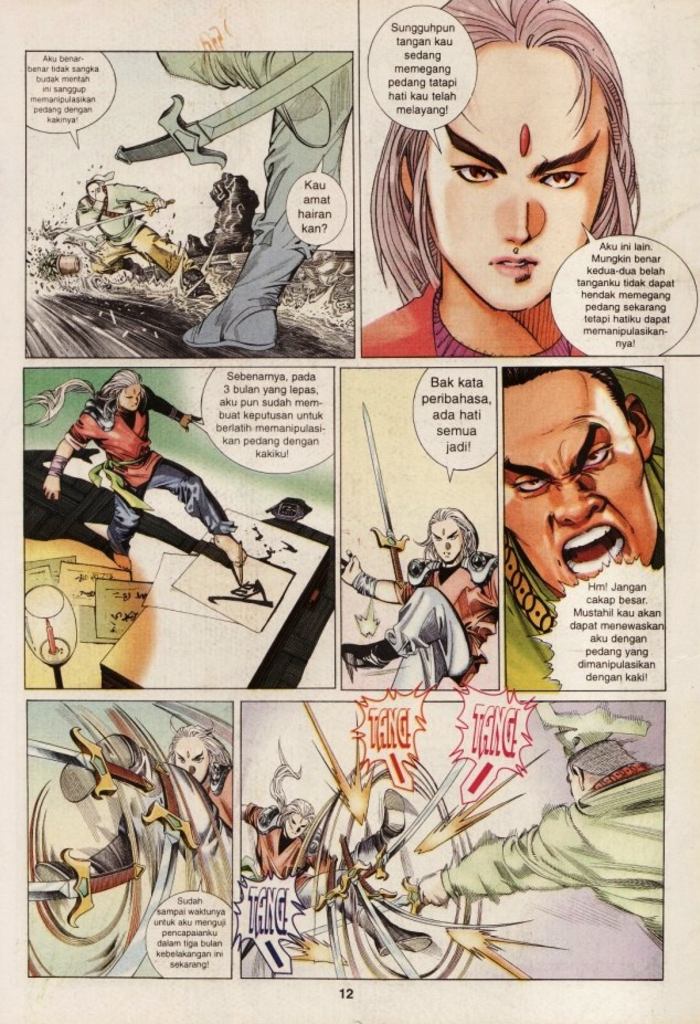 Aku benar-
benar tidak sangka
budak mentah
ini sanggup
memanipulasikan
pedang dengan
kakinya!
Kau
amat
hairan
kan?
Sungguhpun
tangan kau
sedang
memegang
pedang tatapi
hati kau telah
melayang!
Aku ini lain.
Mungkin benar
kedua-dua belah
tanganku tidak dapat
hendak memegang
pedang sekarang
tetapi hatiku dapat
memanipulasikan-
nya!
Sebenarnya, pada
3 bulan yang lepas,
aku pun sudah mem-
buat keputusan untuk
berlatih memanipulasi-
kan pedang dengan
kakiku!
Bak kata
peribahasa,
ada hati
semua
jadi!
Hm! Jangan
cakap besar.
Mustahil kau akan
dapat menewaskan
aku dengan
pedang yang
dimanipulasikan
dengan kaki!
Sudah
sampai waktunya
untuk aku menguji
pencapaianku
dalam tiga bulan
kebelakangan ini
sekarang!
TANG!
TANG!
TANG!
12